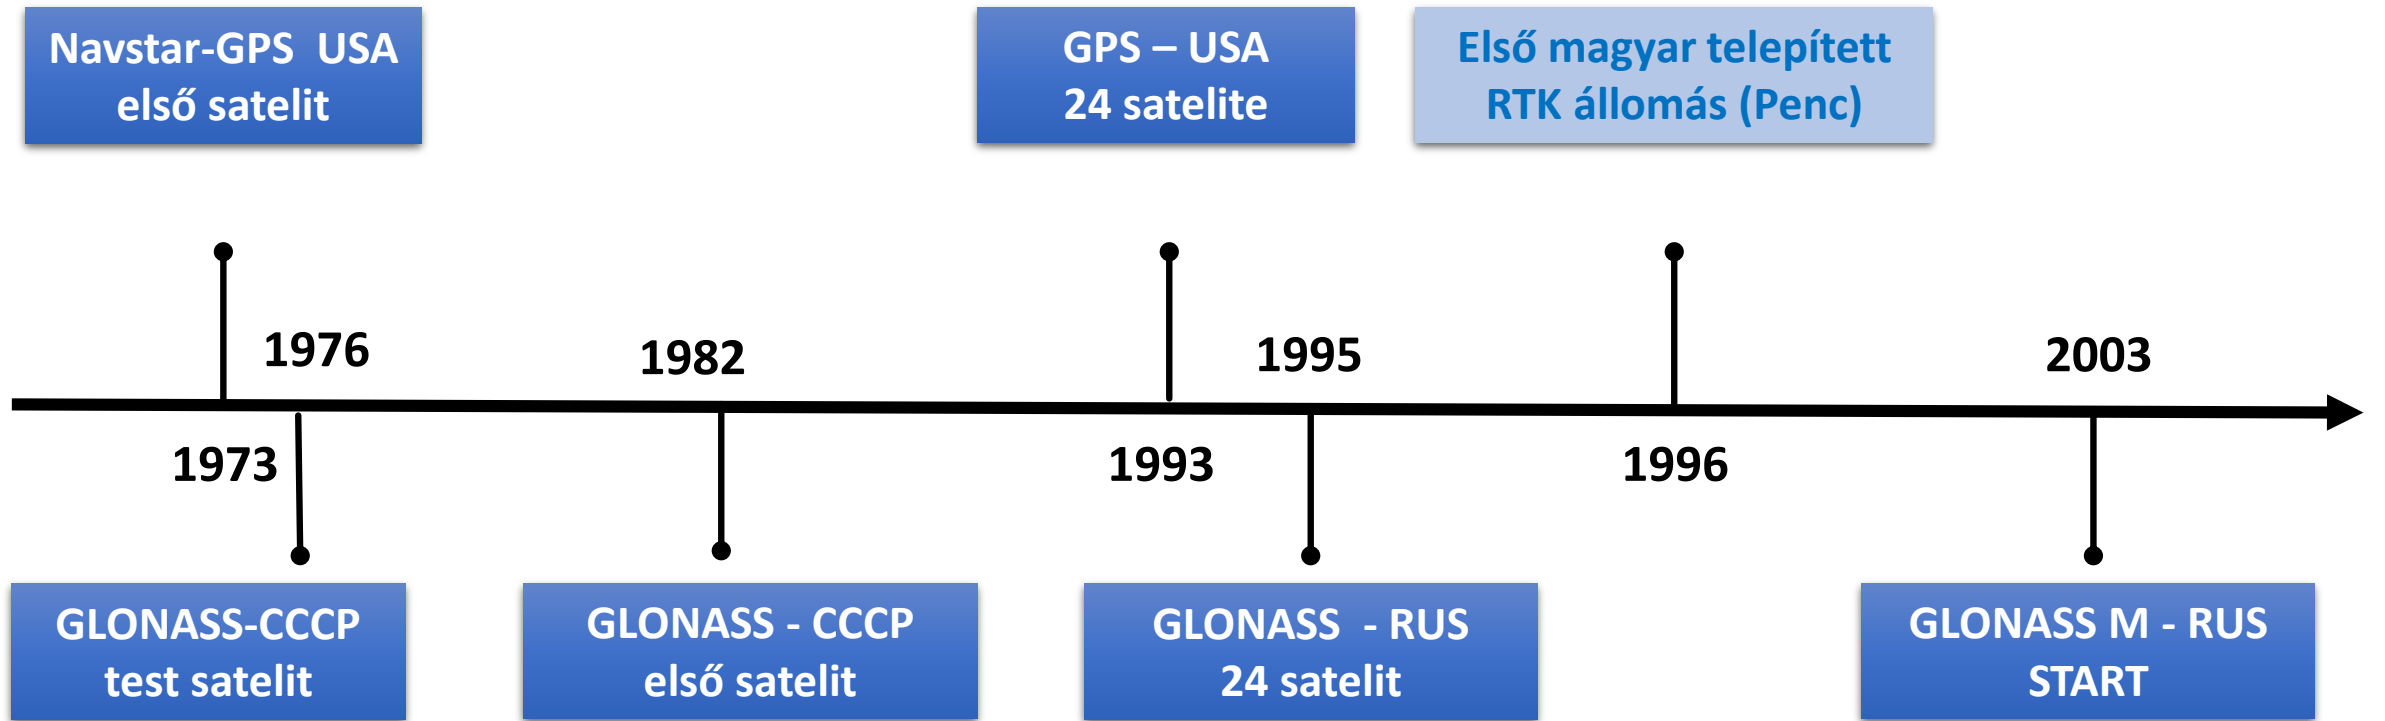 Navstar-GPS  USA
első satelit
GPS – USA
24 satelite
Első magyar telepített
RTK állomás (Penc)
1976
1982
1995
2003
1973
1993
1996
GLONASS-CCCP
test satelit
GLONASS - CCCP
első satelit
GLONASS  - RUS
24 satelit
GLONASS M - RUS
START